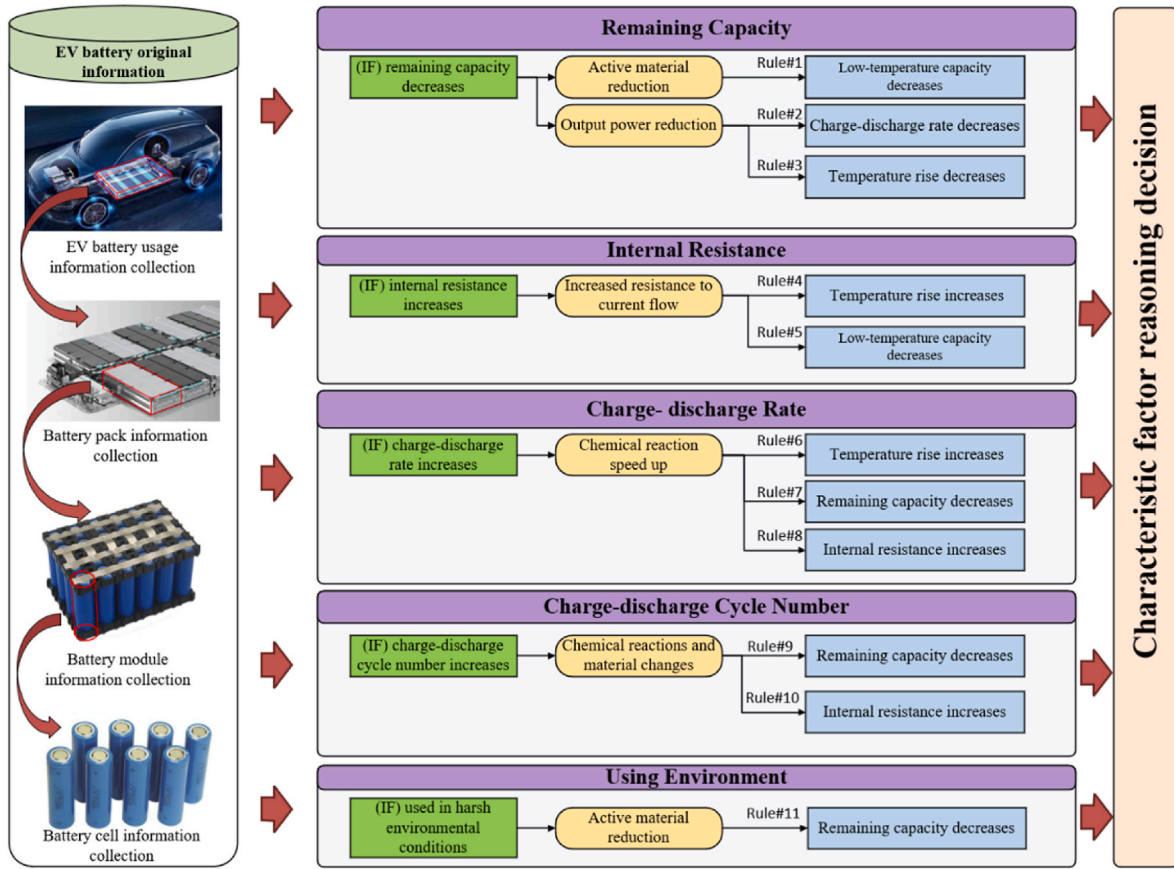 EV battery original
information
EV battery usage
information collection
Battery pack information
collection
Battery module
information collection
Battery cell information
collection
Remaining Capacity
(IF) remaining capacity
decreases
Active material
reduction
Rule#1
Low-temperature capacity
decreases
Output power reduction
Rule#2
Charge-discharge rate decreases
Rule#3
Temperature rise decreases
Internal Resistance
(IF) internal resistance
increases
Increased resistance to
current flow
Rule#4
Temperature rise increases
Rule#5
Low-temperature capacity
decreases
Charge- discharge Rate
(IF) charge-discharge
rate increases
Chemical reaction
speed up
Rule#6
Temperature rise increases
Rule#7
Remaining capacity decreases
Rule#8
Internal resistance increases
Charge-discharge Cycle Number
(IF) charge-discharge
cycle number increases
Chemical reactions and
material changes
Rule#9
Remaining capacity decreases
Rule#10
Internal resistance increases
Using Environment
(IF) used in harsh
environmental
conditions
Active material
reduction
Rule#11
Remaining capacity decreases
Characteristic factor reasoning decision